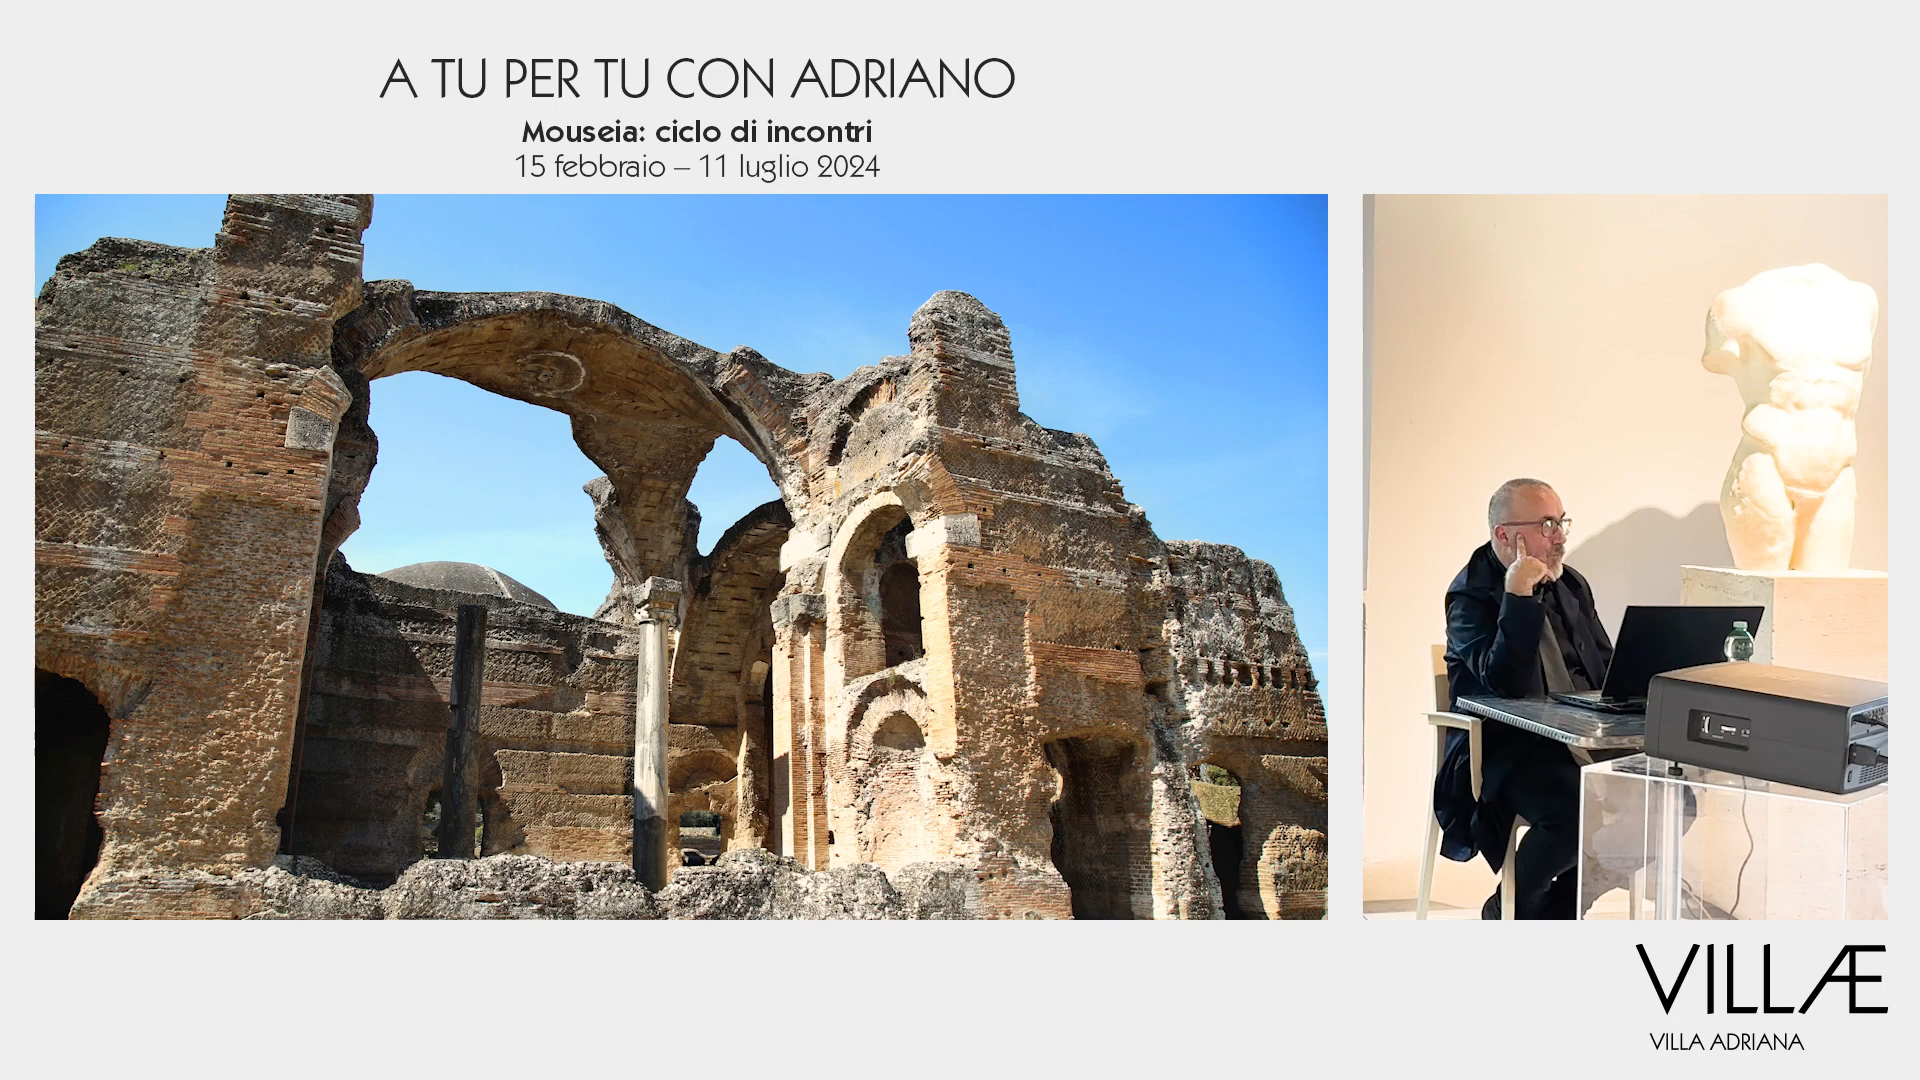 A TU PER TU CON ADRIANO
Mouseia: ciclo di incontri
15 febbraio – 11 luglio 2024
VILLÆ
VILLA ADRIANA